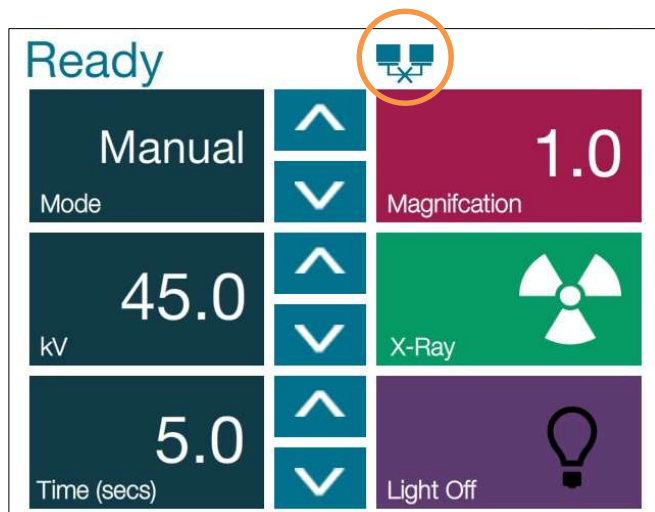 Ready
Manual
Mode
1.0
Magnifcation
45.0
kV
X-Ray
5.0
Time (secs)
Light Off